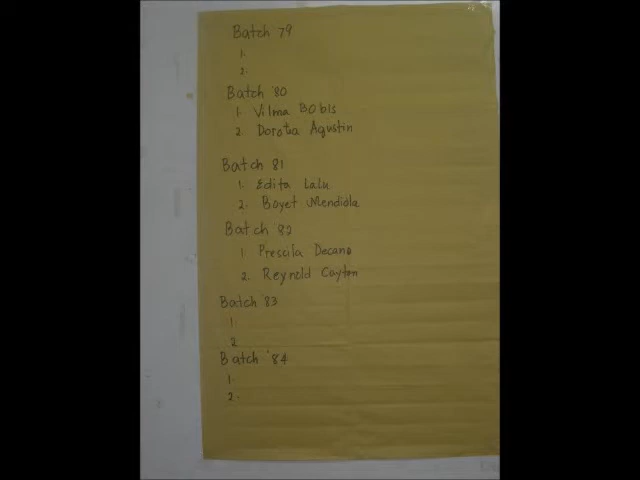 Batch 79
1.
2.
Batch '80
1. Vilma Bobis
2. Dorotia Agustin
Batch 81
1. Edita Lalu
2. Boyet Mendiola
Batch '82
1. Prescila Decano
2. Reynold Cayton
Batch '83
1.
2
Batch '84
1.
2.